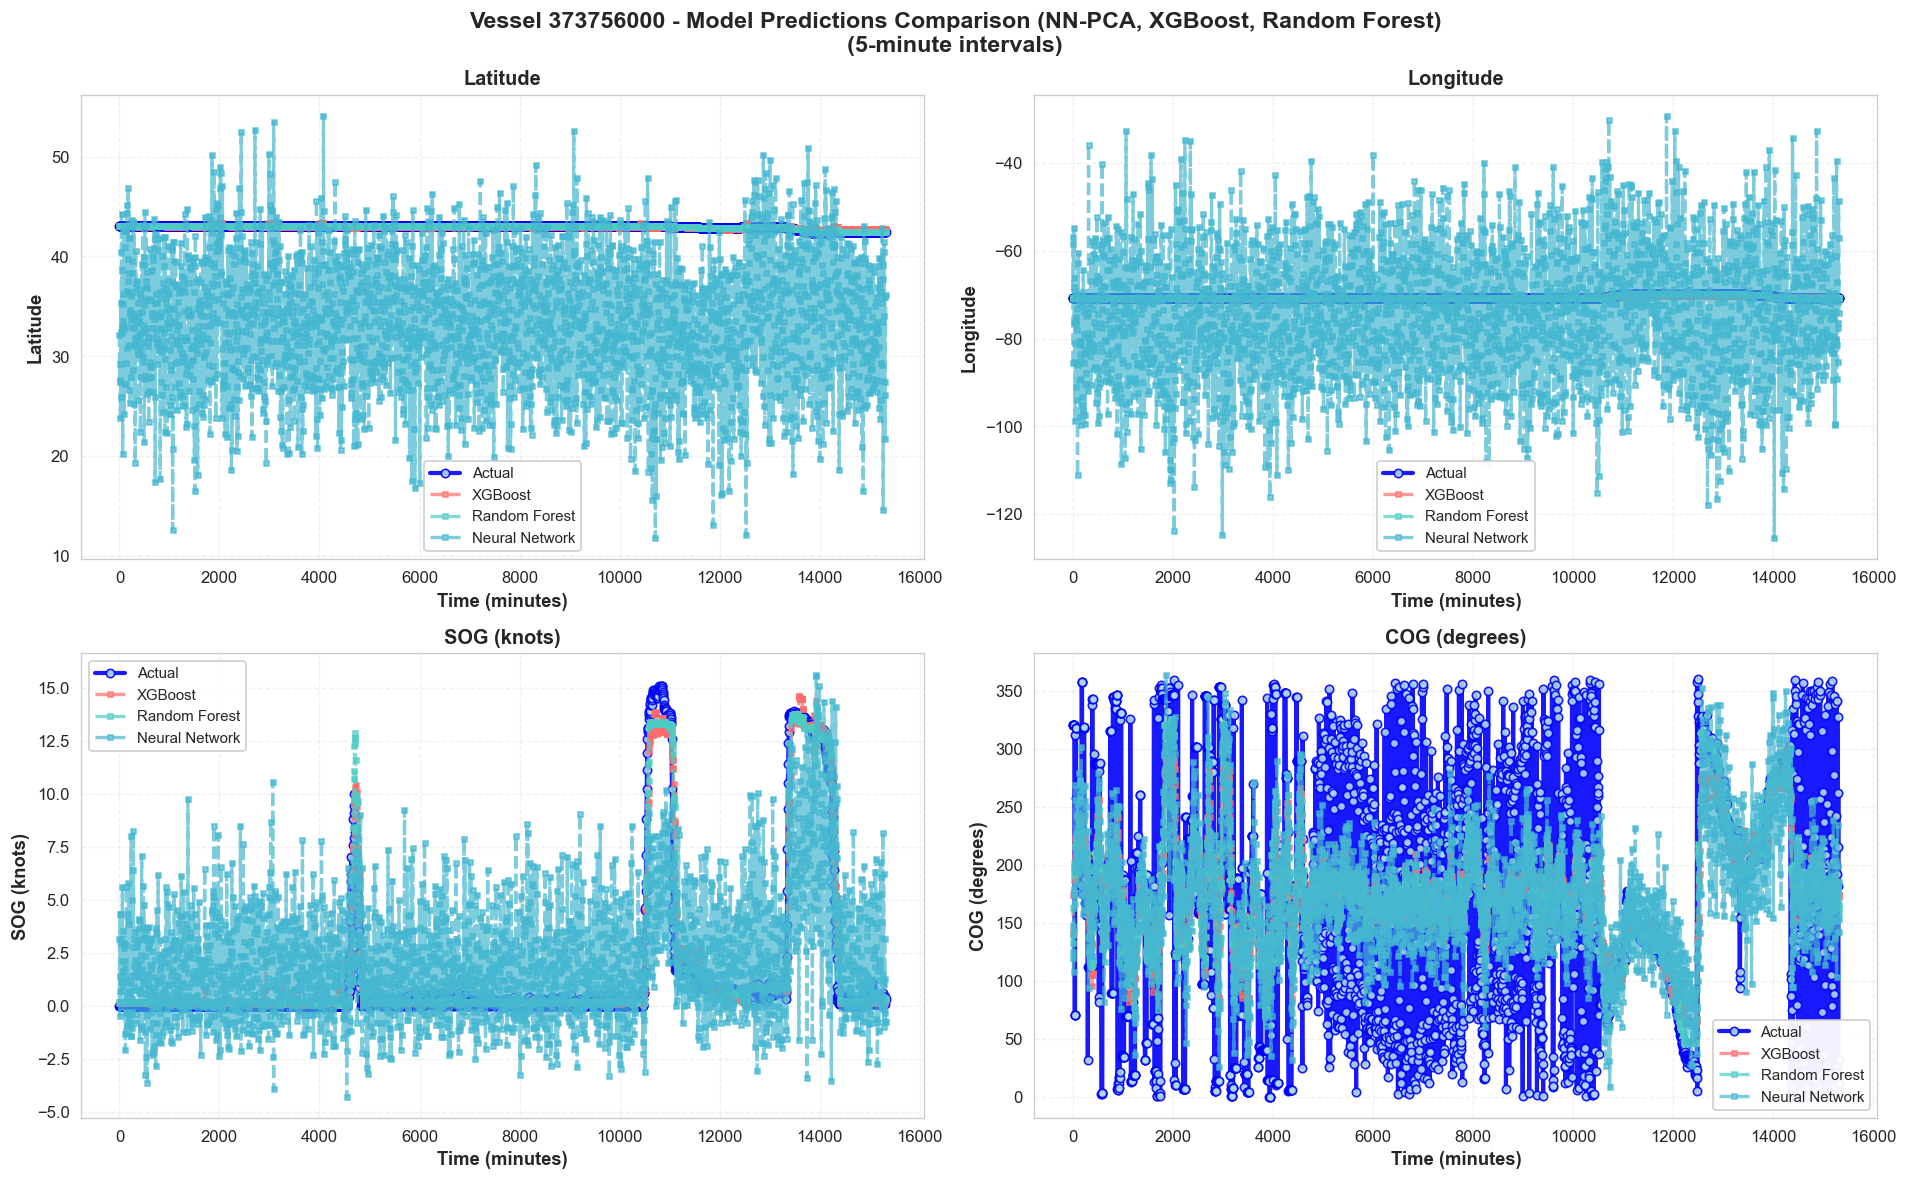 Vessel 373756000 - Model Predictions Comparison (NN-PCA, XGBoost, Random Forest)
(5-minute intervals)
Latitude
Latitude
50
40
30
20
10
Actual
XGBoost
Random Forest
Neural Network
0 2000 4000 6000 8000 10000 12000 14000 16000
Time (minutes)
Longitude
Longitude
−40
−60
−80
−100
−120
Actual
XGBoost
Random Forest
Neural Network
0 2000 4000 6000 8000 10000 12000 14000 16000
Time (minutes)
SOG (knots)
SOG (knots)
15.0
12.5
10.0
7.5
5.0
2.5
0.0
−2.5
−5.0
Actual
XGBoost
Random Forest
Neural Network
0 2000 4000 6000 8000 10000 12000 14000 16000
Time (minutes)
COG (degrees)
COG (degrees)
350
300
250
200
150
100
50
0
Actual
XGBoost
Random Forest
Neural Network
0 2000 4000 6000 8000 10000 12000 14000 16000
Time (minutes)